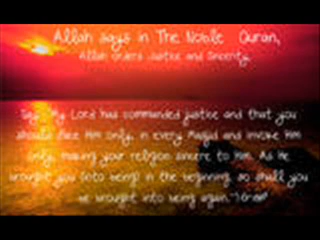 Allah says in The Noble Quran,
Allah orders Justice and Sincerity
Say: My Lord has commanded justice and that you
should face Him only, in every Masjid and invoke Him
only, making your religion sincere to Him. As He
brought you (into being) in the beginning, so shall you
be brought into being again."